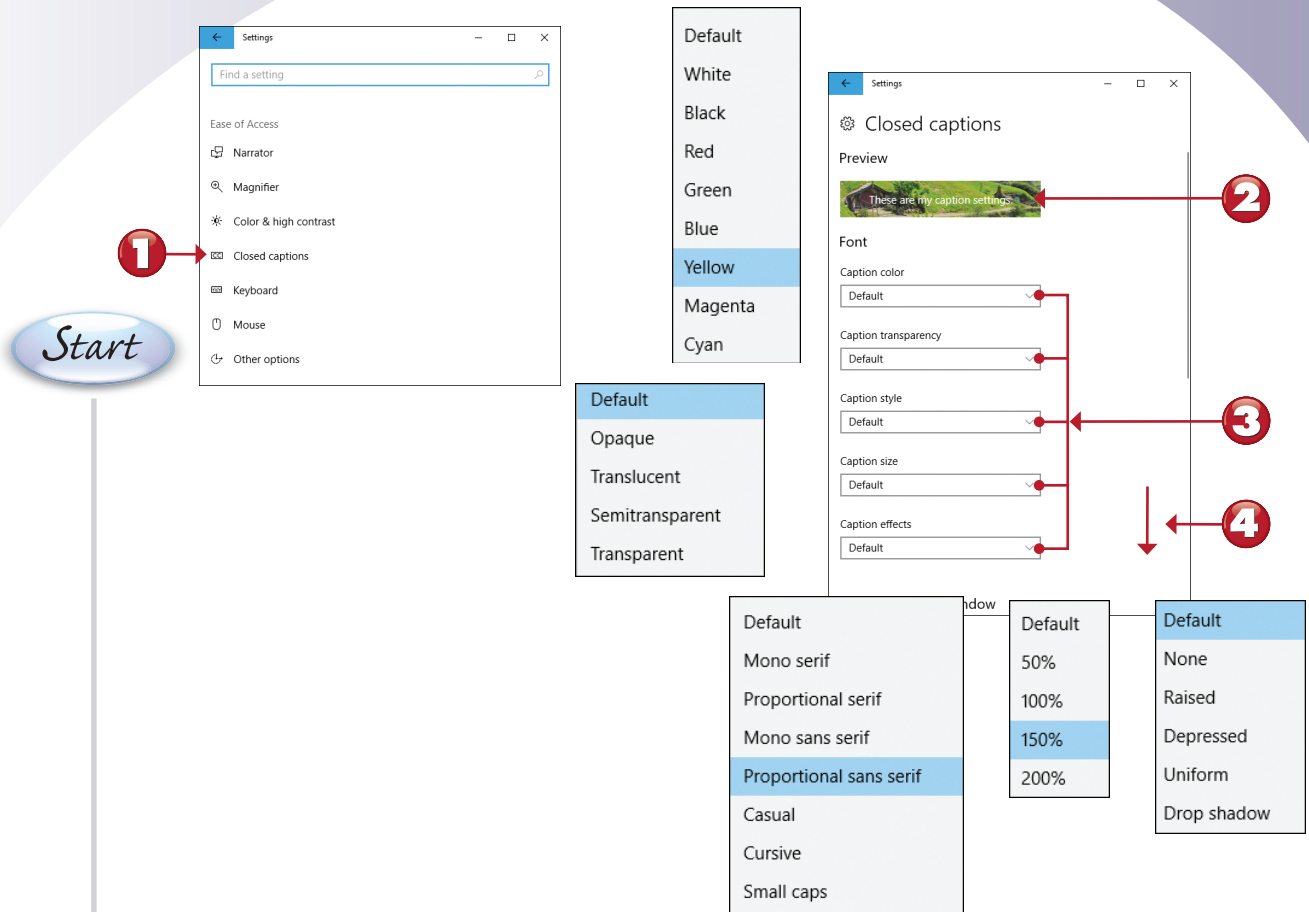 Settings
Find a setting
Ease of Access
Narrator
Magnifier
Color & high contrast
1
Closed captions
Keyboard
Mouse
Other options
Start
Default
White
Black
Red
Green
Blue
Yellow
Magenta
Cyan
Default
Opaque
Translucent
Semitransparent
Transparent
Settings
Closed captions
Preview
These are my caption settings.
2
Font
Caption color
Default
Caption transparency
Default
Caption style
Default
3
Caption size
Default
4
Caption effects
Default
ndow
Default
Mono serif
Proportional serif
Mono sans serif
Proportional sans serif
Casual
Cursive
Small caps
Default
50%
100%
150%
200%
Default
None
Raised
Depressed
Uniform
Drop shadow